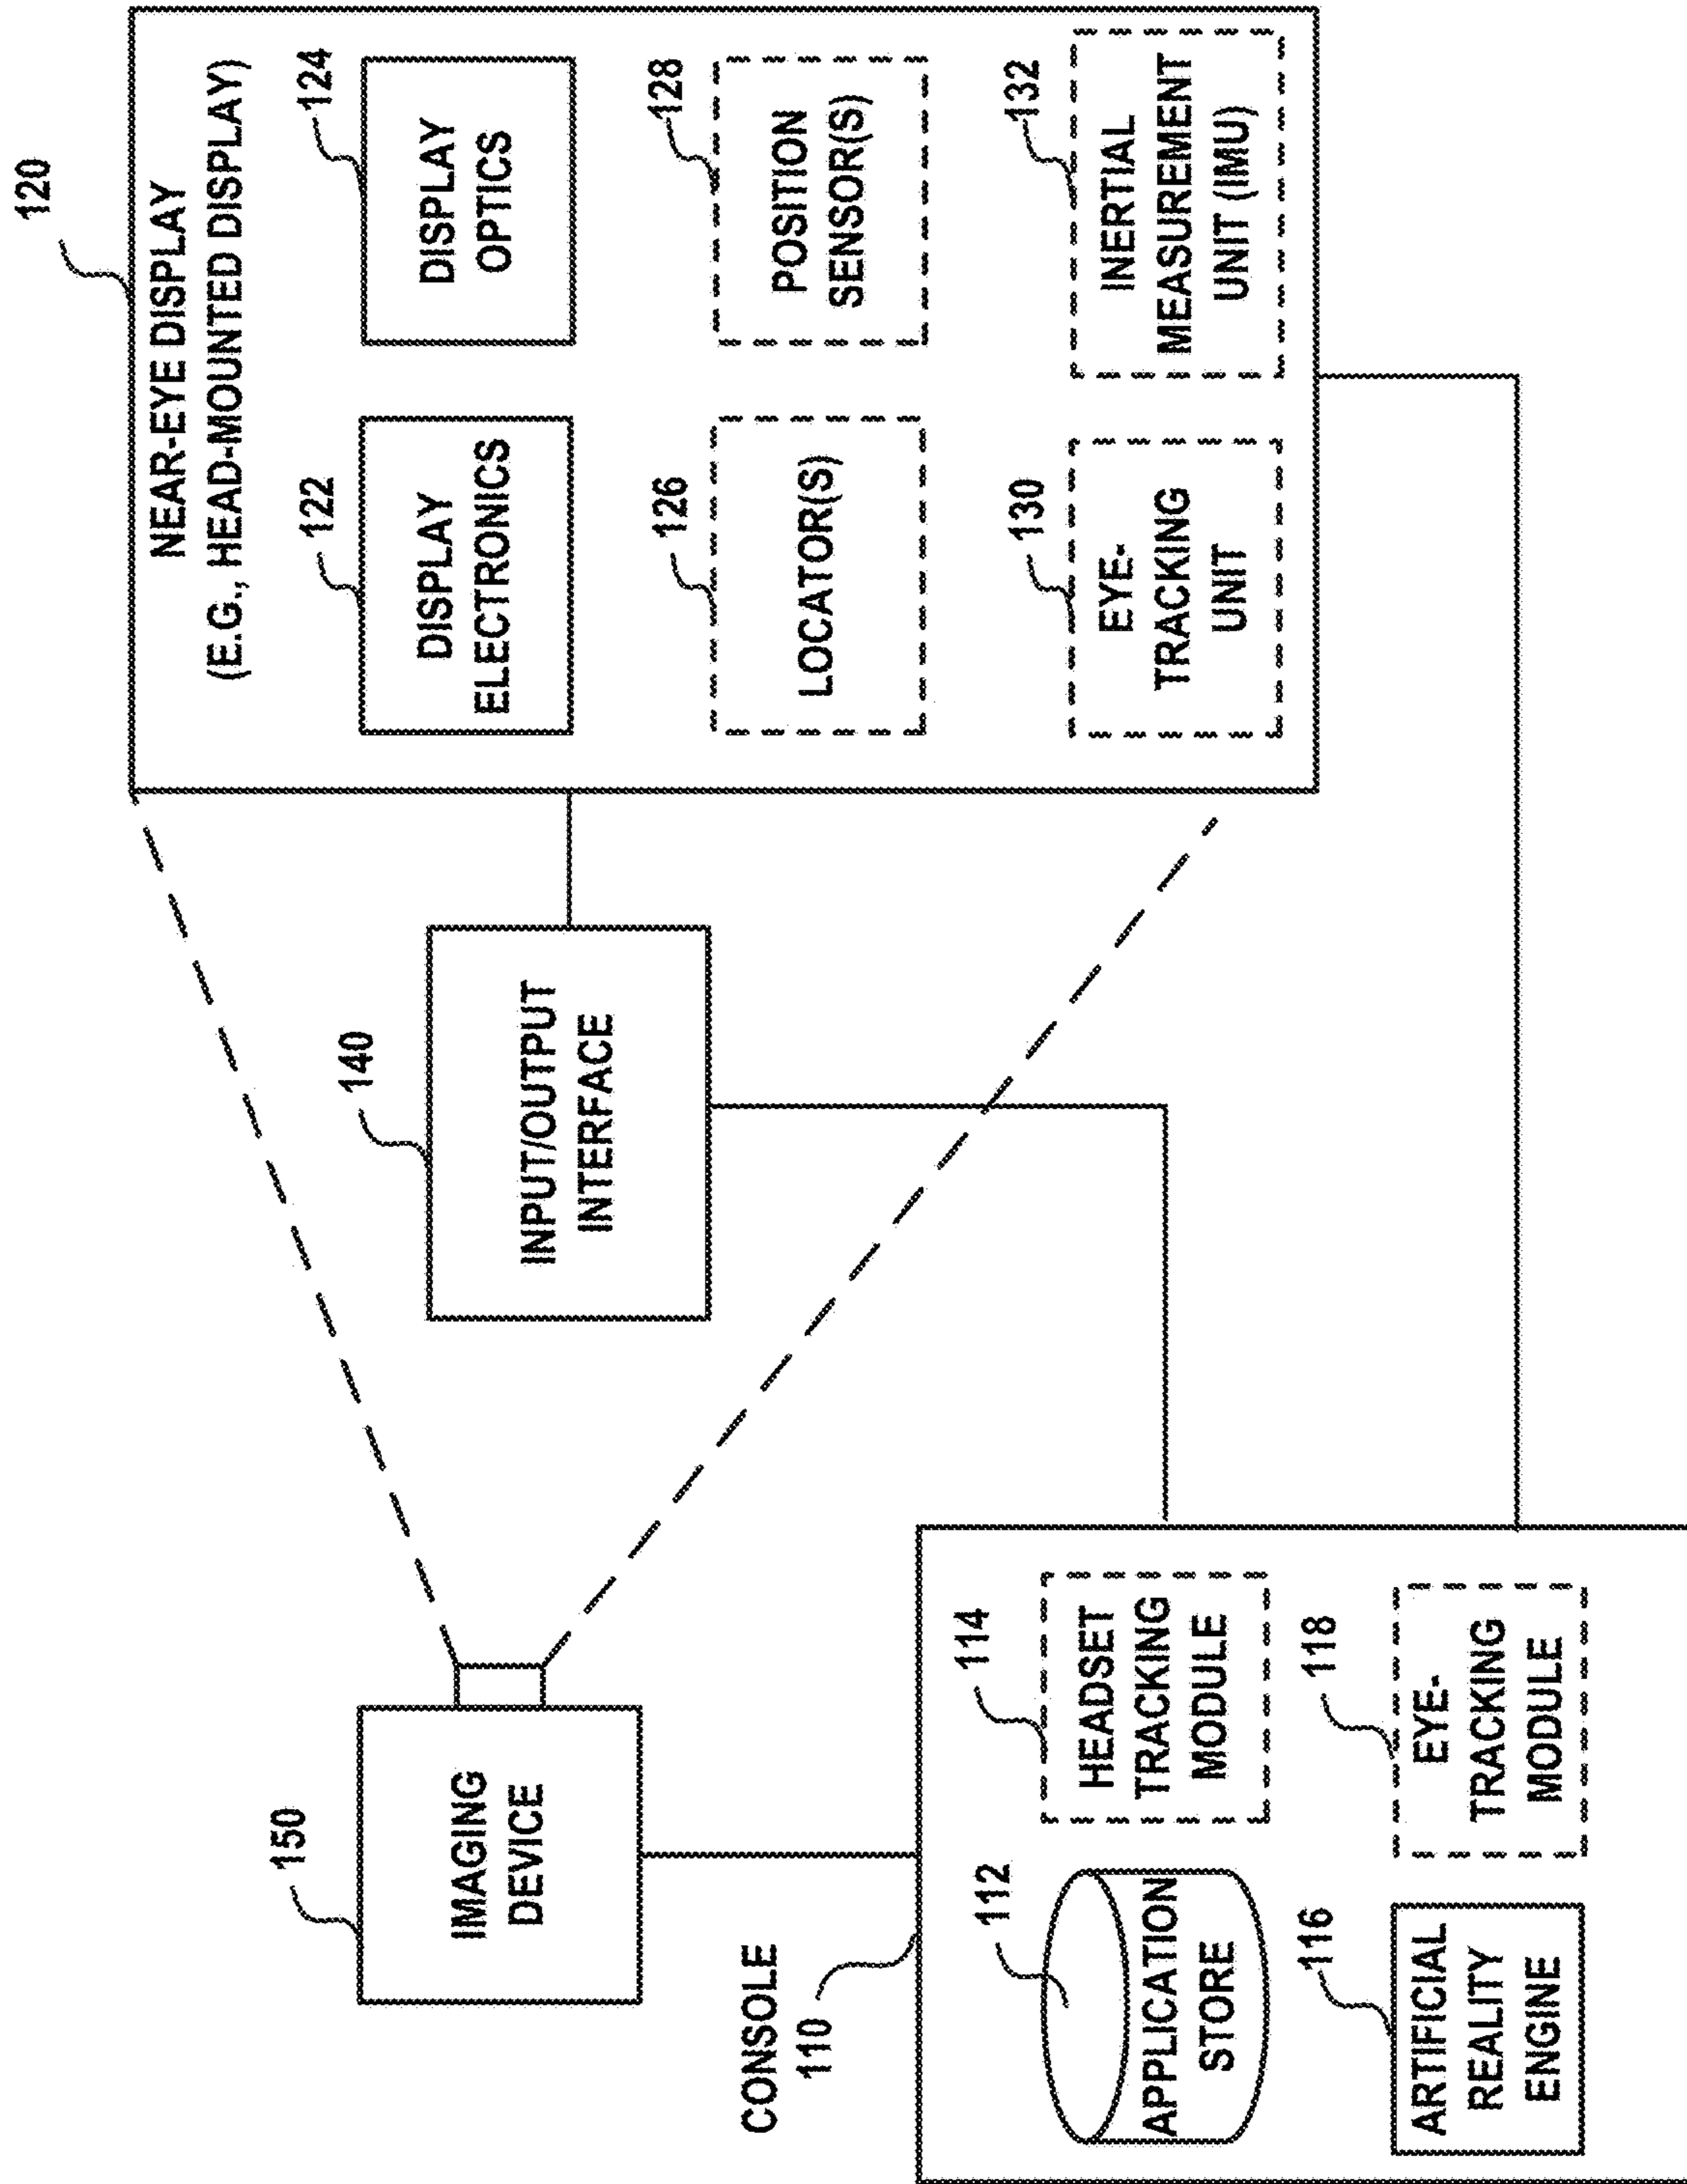 120
NEAR-EYE DISPLAY
(E.G., HEAD-MOUNTED DISPLAY)
122
DISPLAY
ELECTRONICS
124
DISPLAY
OPTICS
126
LOCATOR(S)
128
POSITION
SENSOR(S)
130
EYE-
TRACKING
UNIT
132
INERTIAL
MEASUREMENT
UNIT (IMU)
140
INPUT/OUTPUT
INTERFACE
150
IMAGING
DEVICE
CONSOLE
110
112
APPLICATION
STORE
114
HEADSET
TRACKING
MODULE
116
ARTIFICIAL
REALITY
ENGINE
118
EYE-
TRACKING
MODULE